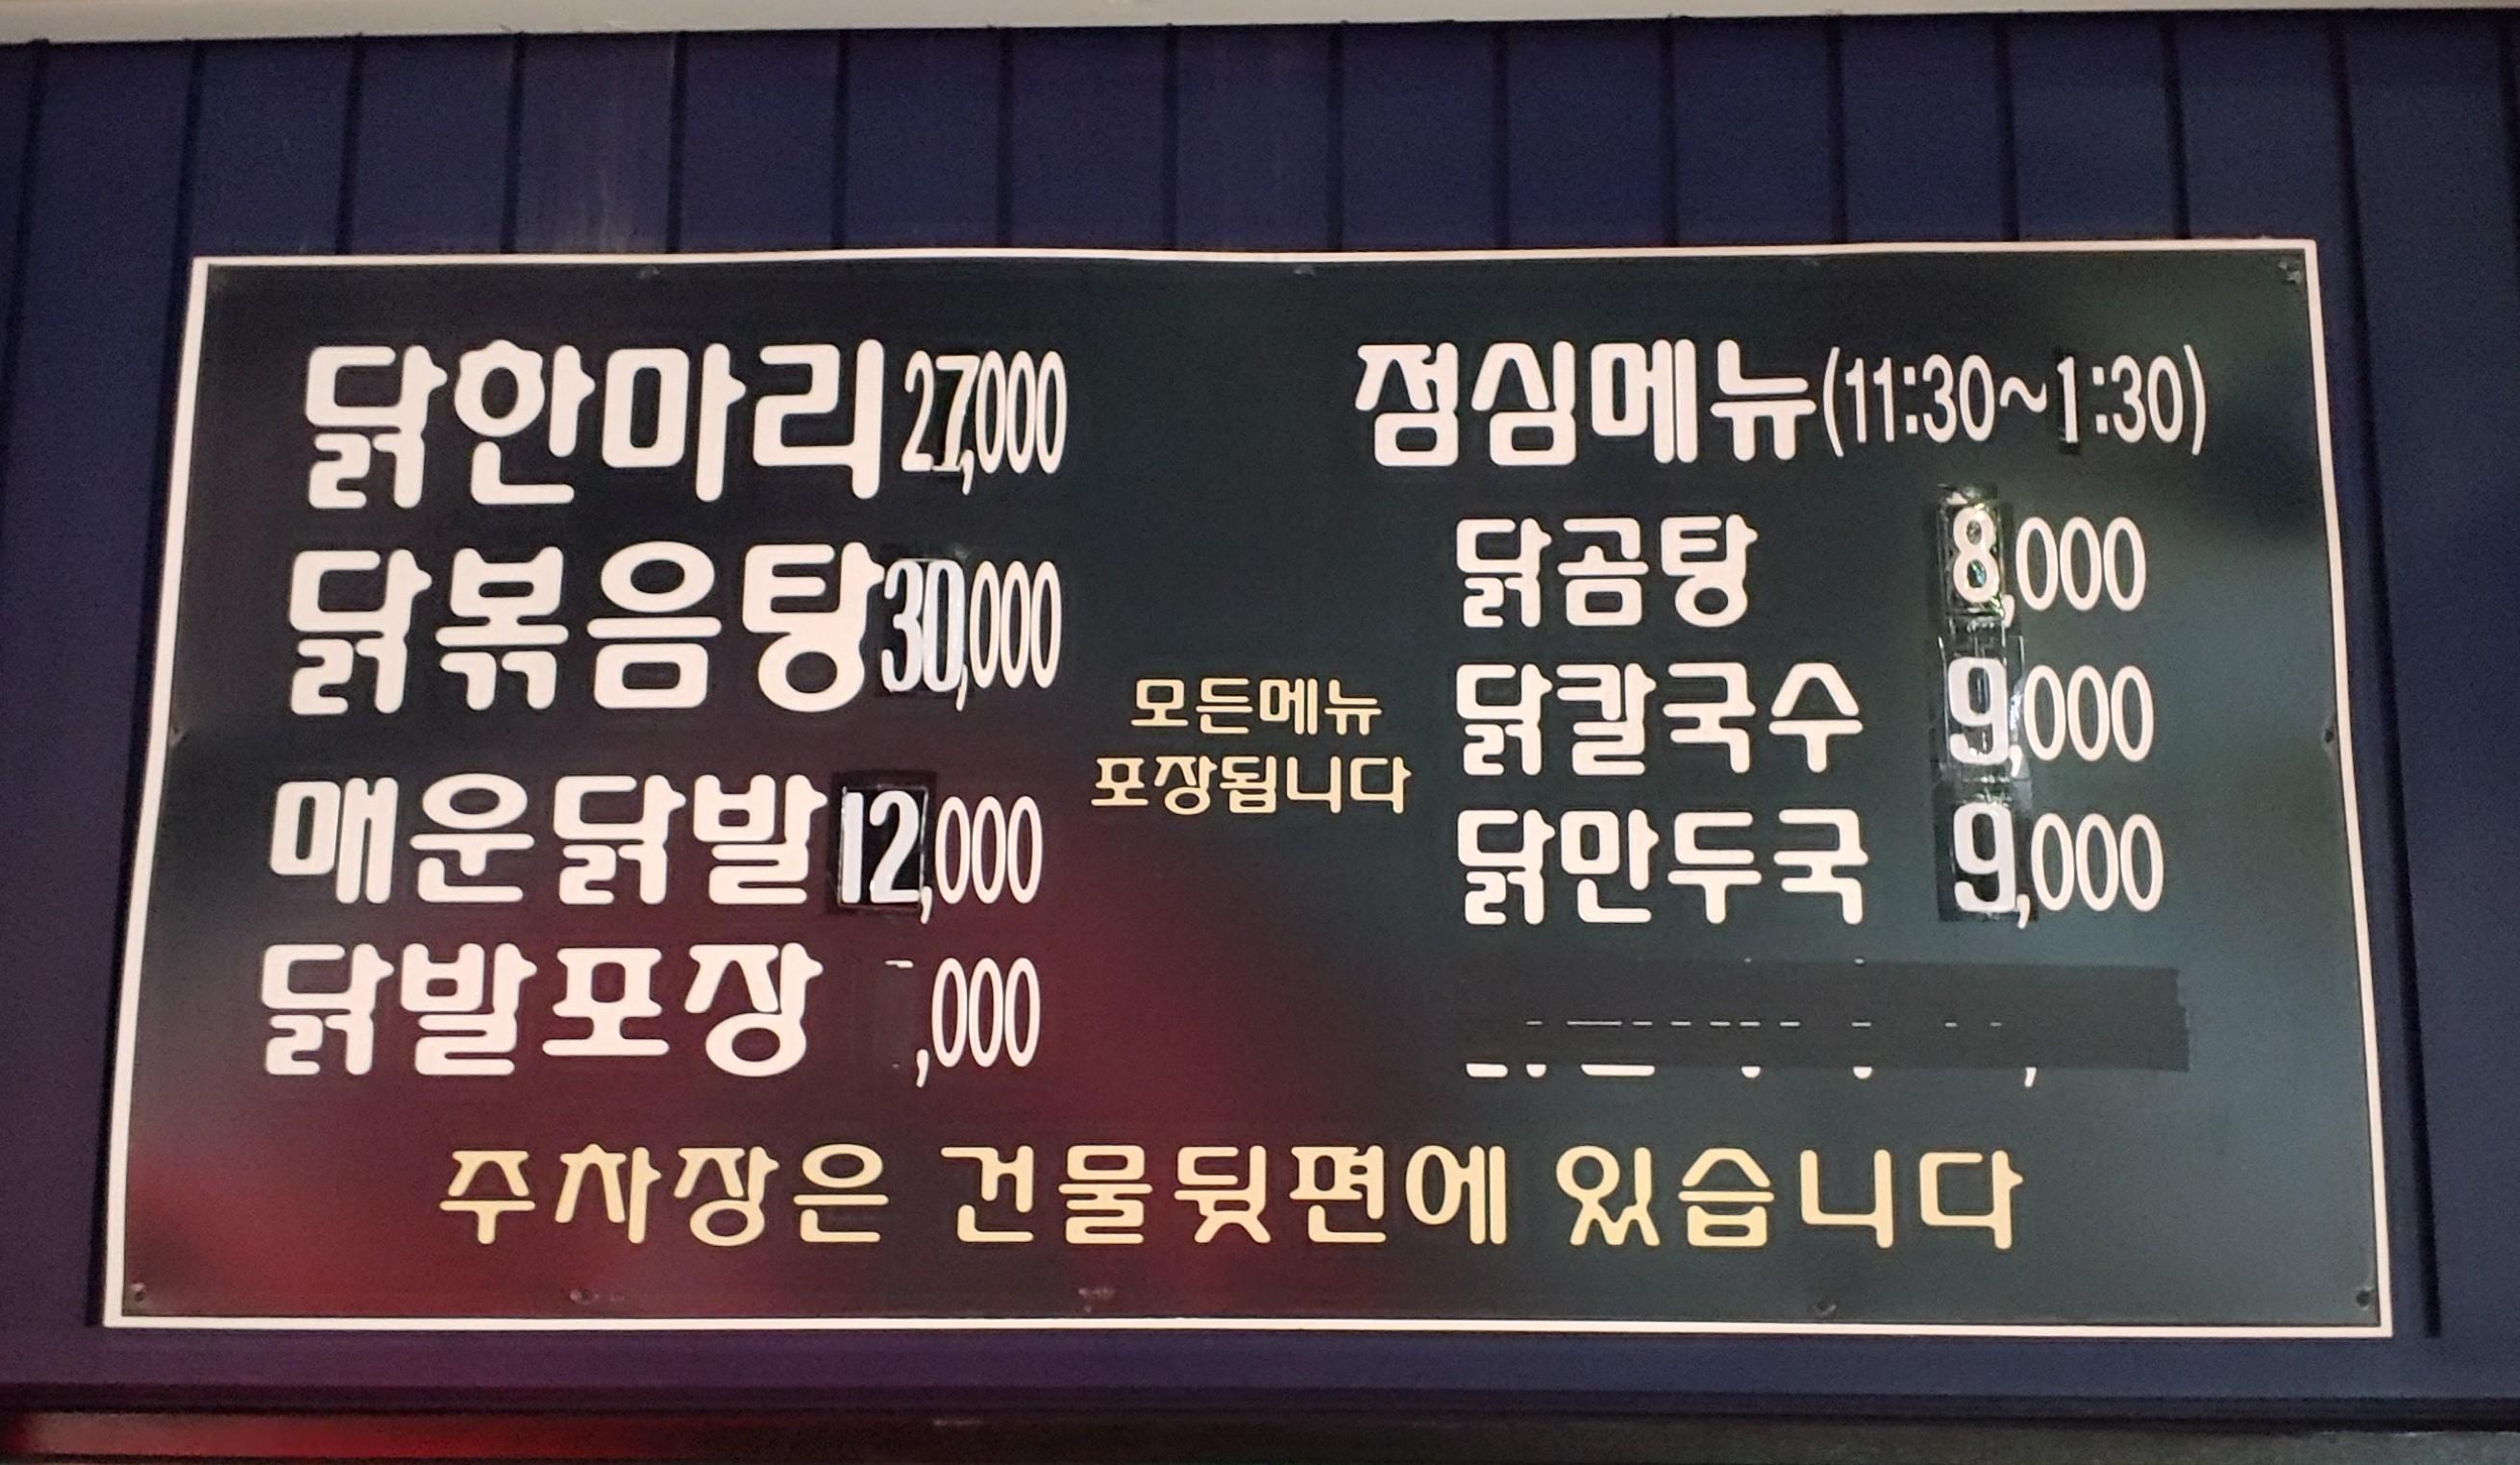 닭한마리 27,000
닭볶음탕 30,000
매운닭발 12,000
닭발포장 ,000
모든메뉴
포장됩니다
점심메뉴(11:30~1:30)
닭곰탕 8,000
닭칼국수 9,000
닭만두국 9,000
주차장은 건물뒷편에 있습니다